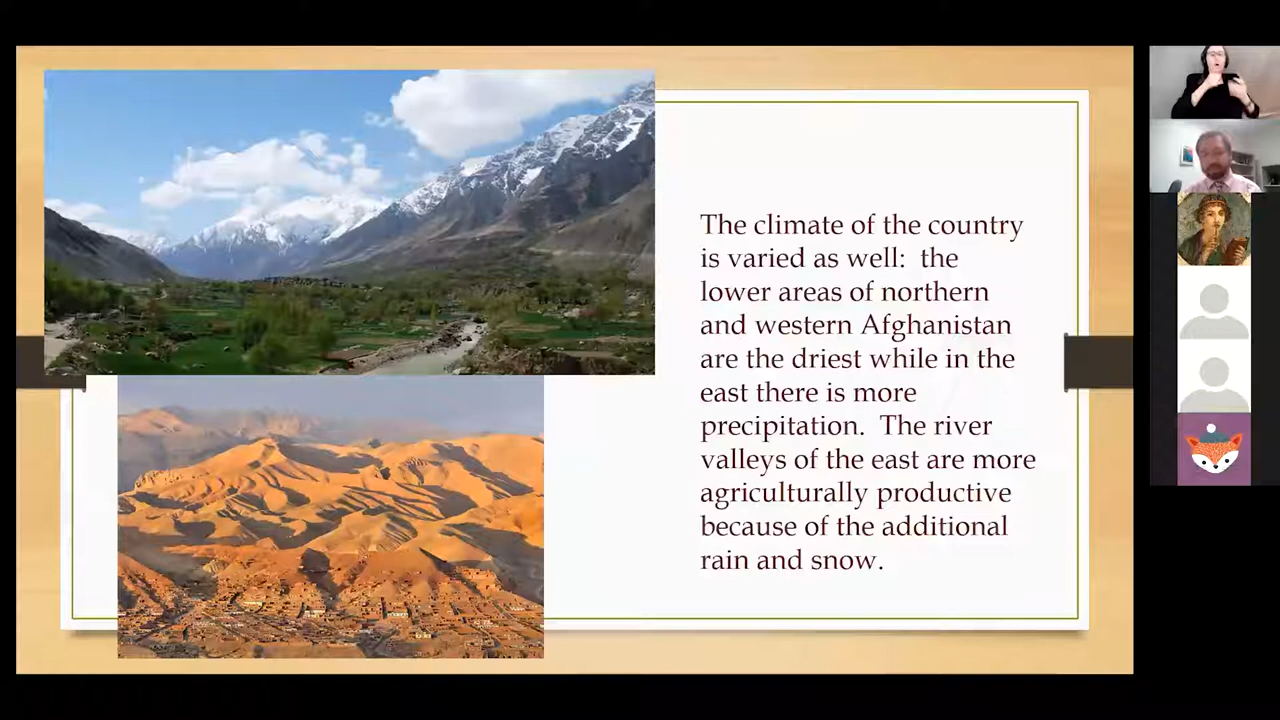 The climate of the country
is varied as well:  the
lower areas of northern
and western Afghanistan
are the driest while in the
east there is more
precipitation.  The river
valleys of the east are more
agriculturally productive
because of the additional
rain and snow.